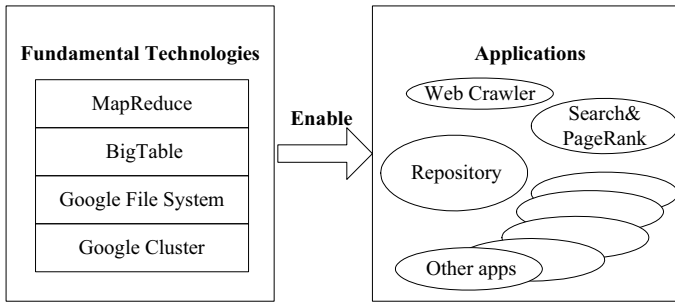 Fundamental Technologies
MapReduce
BigTable
Google File System
Google Cluster
Enable
Applications
Web Crawler
Search&
PageRank
Repository
Other apps